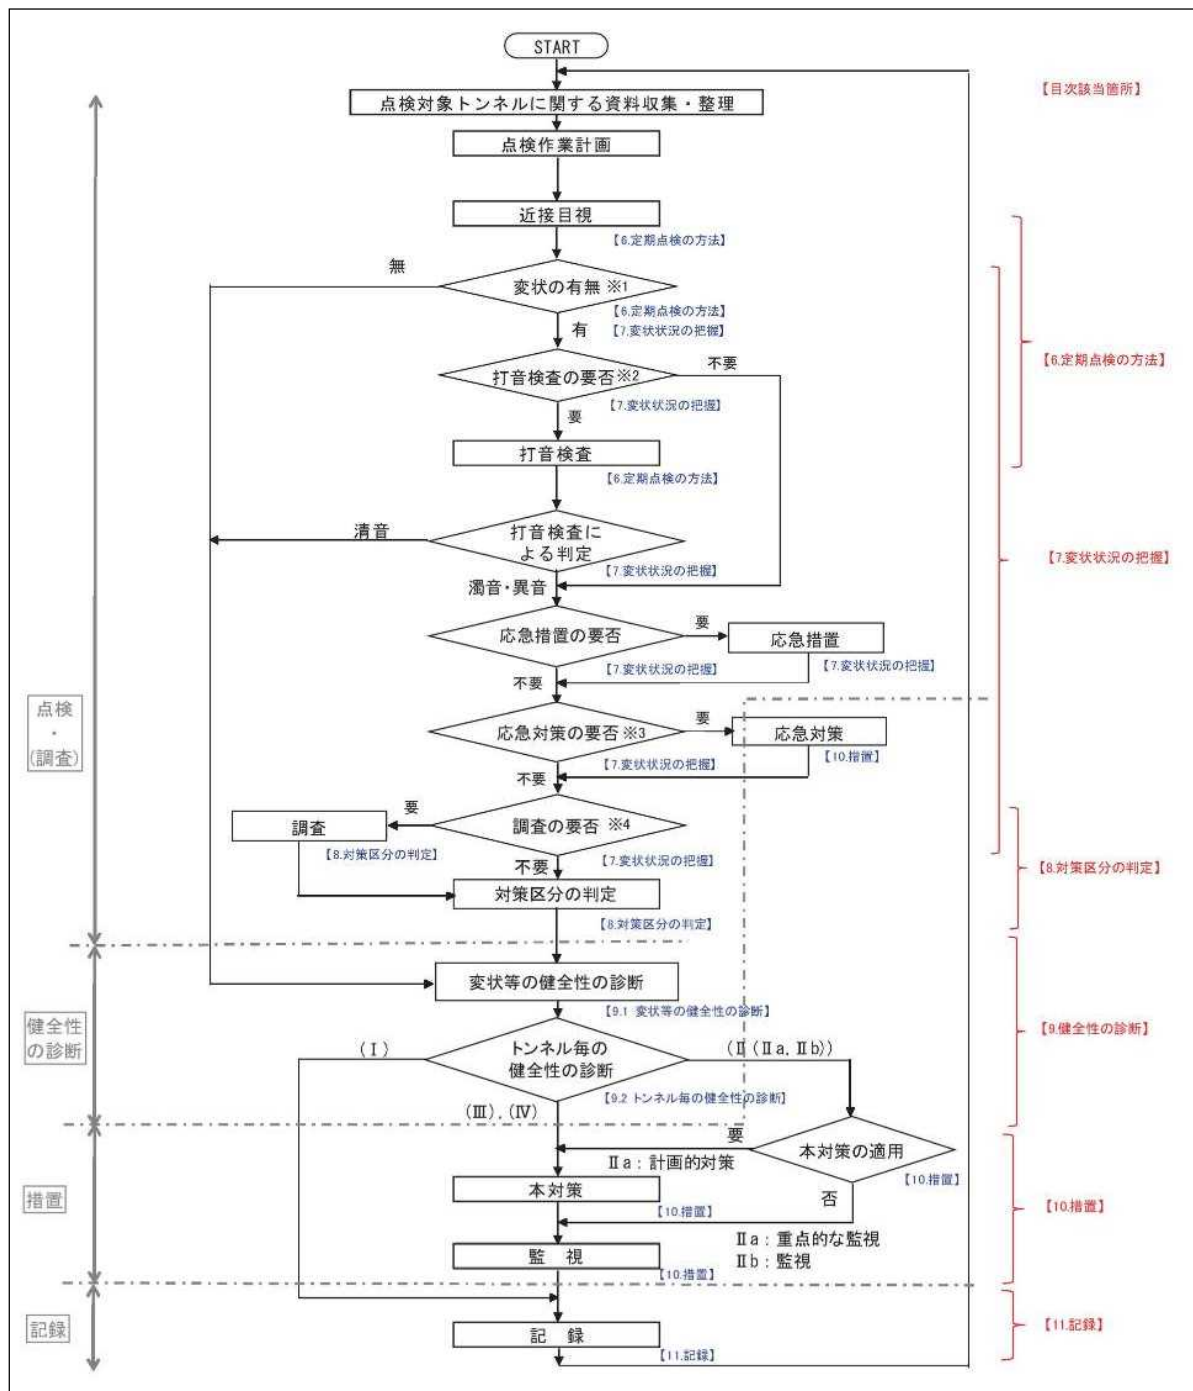 START
【目次該当箇所】
点検対象トンネルに関する資料収集・整理
点検作業計画
近接目視
【6.定期点検の方法】
無
変状の有無 ※1
【6.定期点検の方法】
有
【7.変状状況の把握】
不要
打音検査の要否※2
【6.定期点検の方法】
【7.変状状況の把握】
要
打音検査
【6.定期点検の方法】
清音
打音検査に
よる判定
【7.変状状況の把握】
【7.変状状況の把握】
濁音・異音
応急措置の要否
要
応急措置
【7.変状状況の把握】
【7.変状状況の把握】
不要
点検
・
(調査)
応急対策の要否※3
要
応急対策
【7.変状状況の把握】
【10.措置】
不要
調査の要否 ※4
要
調査
【8.対策区分の判定】
【7.変状状況の把握】
不要
【8.対策区分の判定】
対策区分の判定
【8.対策区分の判定】
変状等の健全性の診断
【9.1 変状等の健全性の診断】
健全性
の診断
【9.健全性の診断】
(Ⅰ)
トンネル毎の
健全性の診断
(Ⅱ(Ⅱa,Ⅱb))
【9.2 トンネル毎の健全性の診断】
(Ⅲ),(Ⅳ)
要
本対策の適用
Ⅱa：計画的対策
【10.措置】
措置
本対策
【10.措置】
否
【10.措置】
Ⅱa：重点的な監視
Ⅱb：監視
監 視
【10.措置】
記録
記 録
【11.記録】
【11.記録】